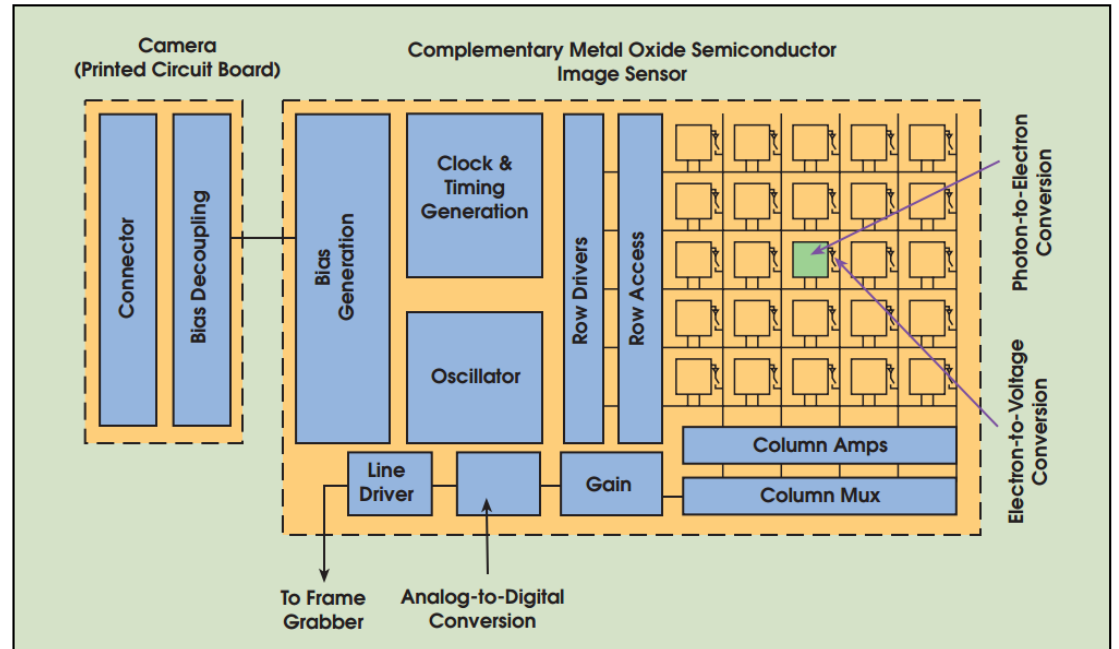 Camera
(Printed Circuit Board)
Complementary Metal Oxide Semiconductor
Image Sensor
Connector
Bias Decoupling
Bias
Generation
Clock &
Timing
Generation
Oscillator
Row Drivers
Row Access
Photon-to-Electron
Conversion
Electron-to-Voltage
Conversion
Column Amps
Column Mux
Line
Driver
Gain
To Frame
Grabber
Analog-to-Digital
Conversion